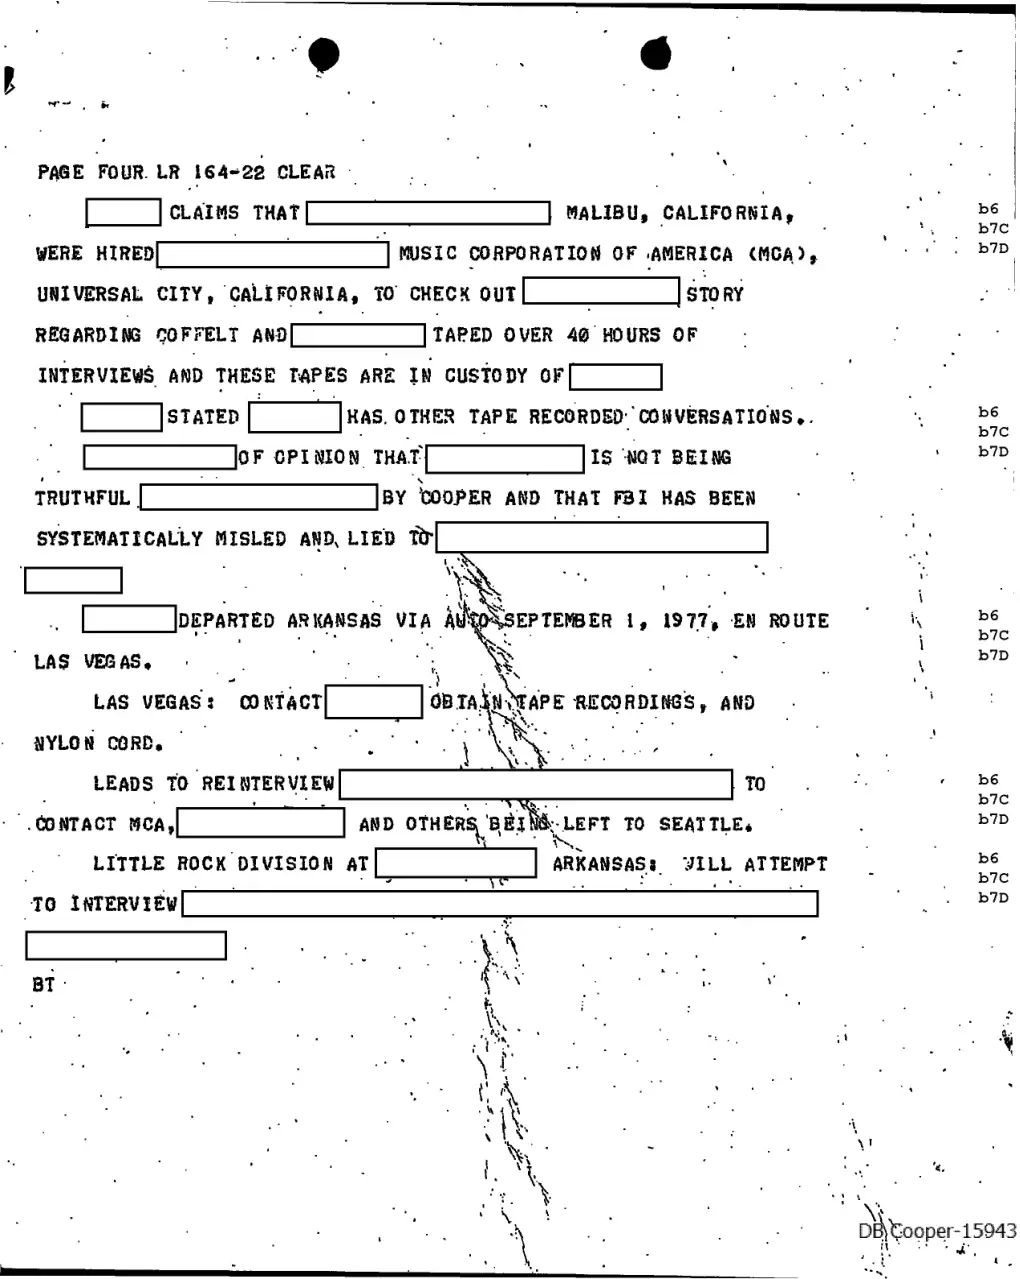 PAGE FOUR LR 164-22 CLEAR
CLAIMS THAT MALIBU, CALIFORNIA, b6
b7C
WERE HIRED MUSIC CORPORATION OF AMERICA (MCA), b7D
UNIVERSAL CITY, CALIFORNIA, TO CHECK OUT STORY
REGARDING COFFELT AND TAPED OVER 40 HOURS OF
INTERVIEWS AND THESE TAPES ARE IN CUSTODY OF
STATED HAS OTHER TAPE RECORDED CONVERSATIONS. b6
b7C
OF OPINION THAT IS NOT BEING b7D
TRUTHFUL BY COOPER AND THAT FBI HAS BEEN
SYSTEMATICALLY MISLED AND LIED TO
DEPARTED ARKANSAS VIA AUTO SEPTEMBER 1, 1977, EN ROUTE b6
b7C
LAS VEGAS. b7D
LAS VEGAS: CONTACT OBTAIN TAPE RECORDINGS, AND
NYLON CORD.
LEADS TO REINTERVIEW TO b6
b7C
CONTACT MCA, AND OTHERS BEING LEFT TO SEATTLE. b7D
LITTLE ROCK DIVISION AT ARKANSAS: WILL ATTEMPT b6
b7C
TO INTERVIEW b7D
BT
DB Cooper-15943